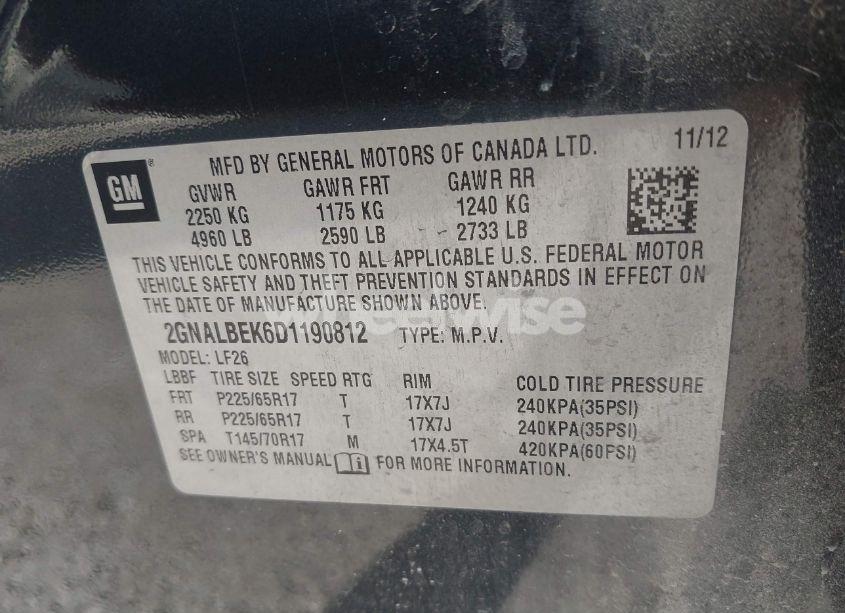 GM
MFD BY GENERAL MOTORS OF CANADA LTD. 11/12
GVWR GAWR FRT GAWR RR
2250 KG 1175 KG 1240 KG
4960 LB 2590 LB 2733 LB
THIS VEHICLE CONFORMS TO ALL APPLICABLE U.S. FEDERAL MOTOR
VEHICLE SAFETY AND THEFT PREVENTION STANDARDS IN EFFECT ON
THE DATE OF MANUFACTURE SHOWN ABOVE.
wheelwise
2GNALBEK6D1190812 TYPE: M.P.V.
MODEL: LF26
LBBF TIRE SIZE SPEED RTG RIM COLD TIRE PRESSURE
FRT P225/65R17 T 17X7J 240KPA(35PSI)
RR P225/65R17 T 17X7J 240KPA(35PSI)
SPA T145/70R17 M 17X4.5T 420KPA(60PSI)
SEE OWNER'S MANUAL FOR MORE INFORMATION.